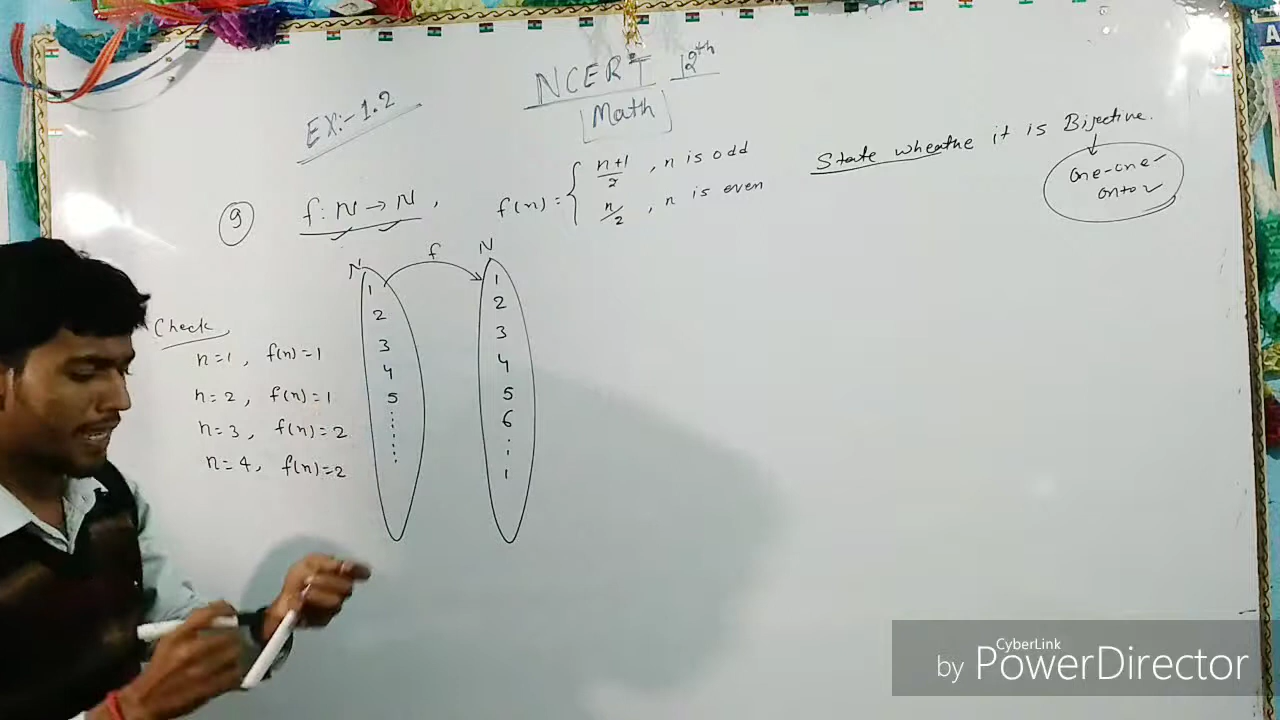 NCERT 12th
Math
EX:-1.2
State wheathe it is Bijective.
one-one
onto
9 f: N → N , f(n) = { n+1/2 , n is odd
n/2 , n is even
N f N
1 1
2 2
3 3
4 4
5 5
6
1
Check,
n=1, f(n)=1
n=2, f(n)=1
n=3, f(n)=2
n=4, f(n)=2
A
CyberLink
by PowerDirector